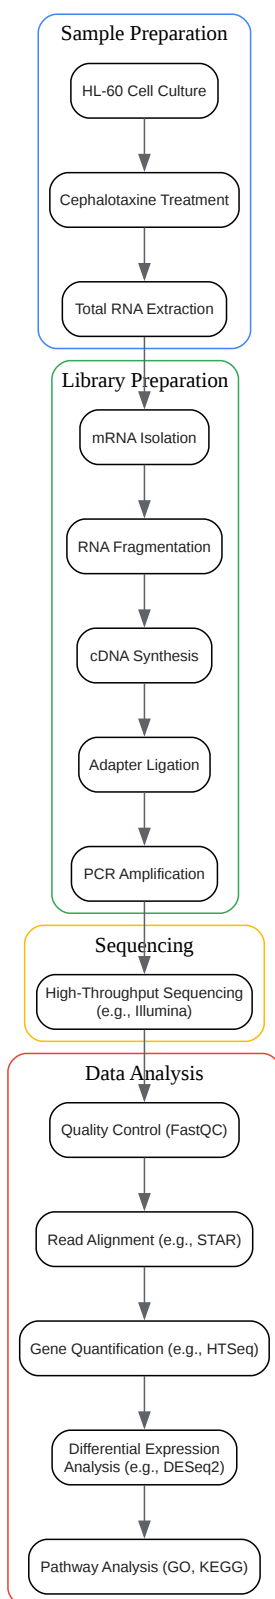 Sample Preparation
HL-60 Cell Culture
Cephalotaxine Treatment
Total RNA Extraction
Library Preparation
mRNA Isolation
RNA Fragmentation
cDNA Synthesis
Adapter Ligation
PCR Amplification
Sequencing
High-Throughput Sequencing
(e.g., Illumina)
Data Analysis
Quality Control (FastQC)
Read Alignment (e.g., STAR)
Gene Quantification (e.g., HTSeq)
Differential Expression
Analysis (e.g., DESeq2)
Pathway Analysis (GO, KEGG)